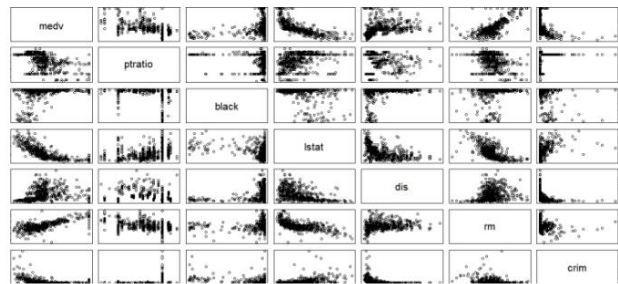 medv
ptratio
black
lstat
dis
rm
crim